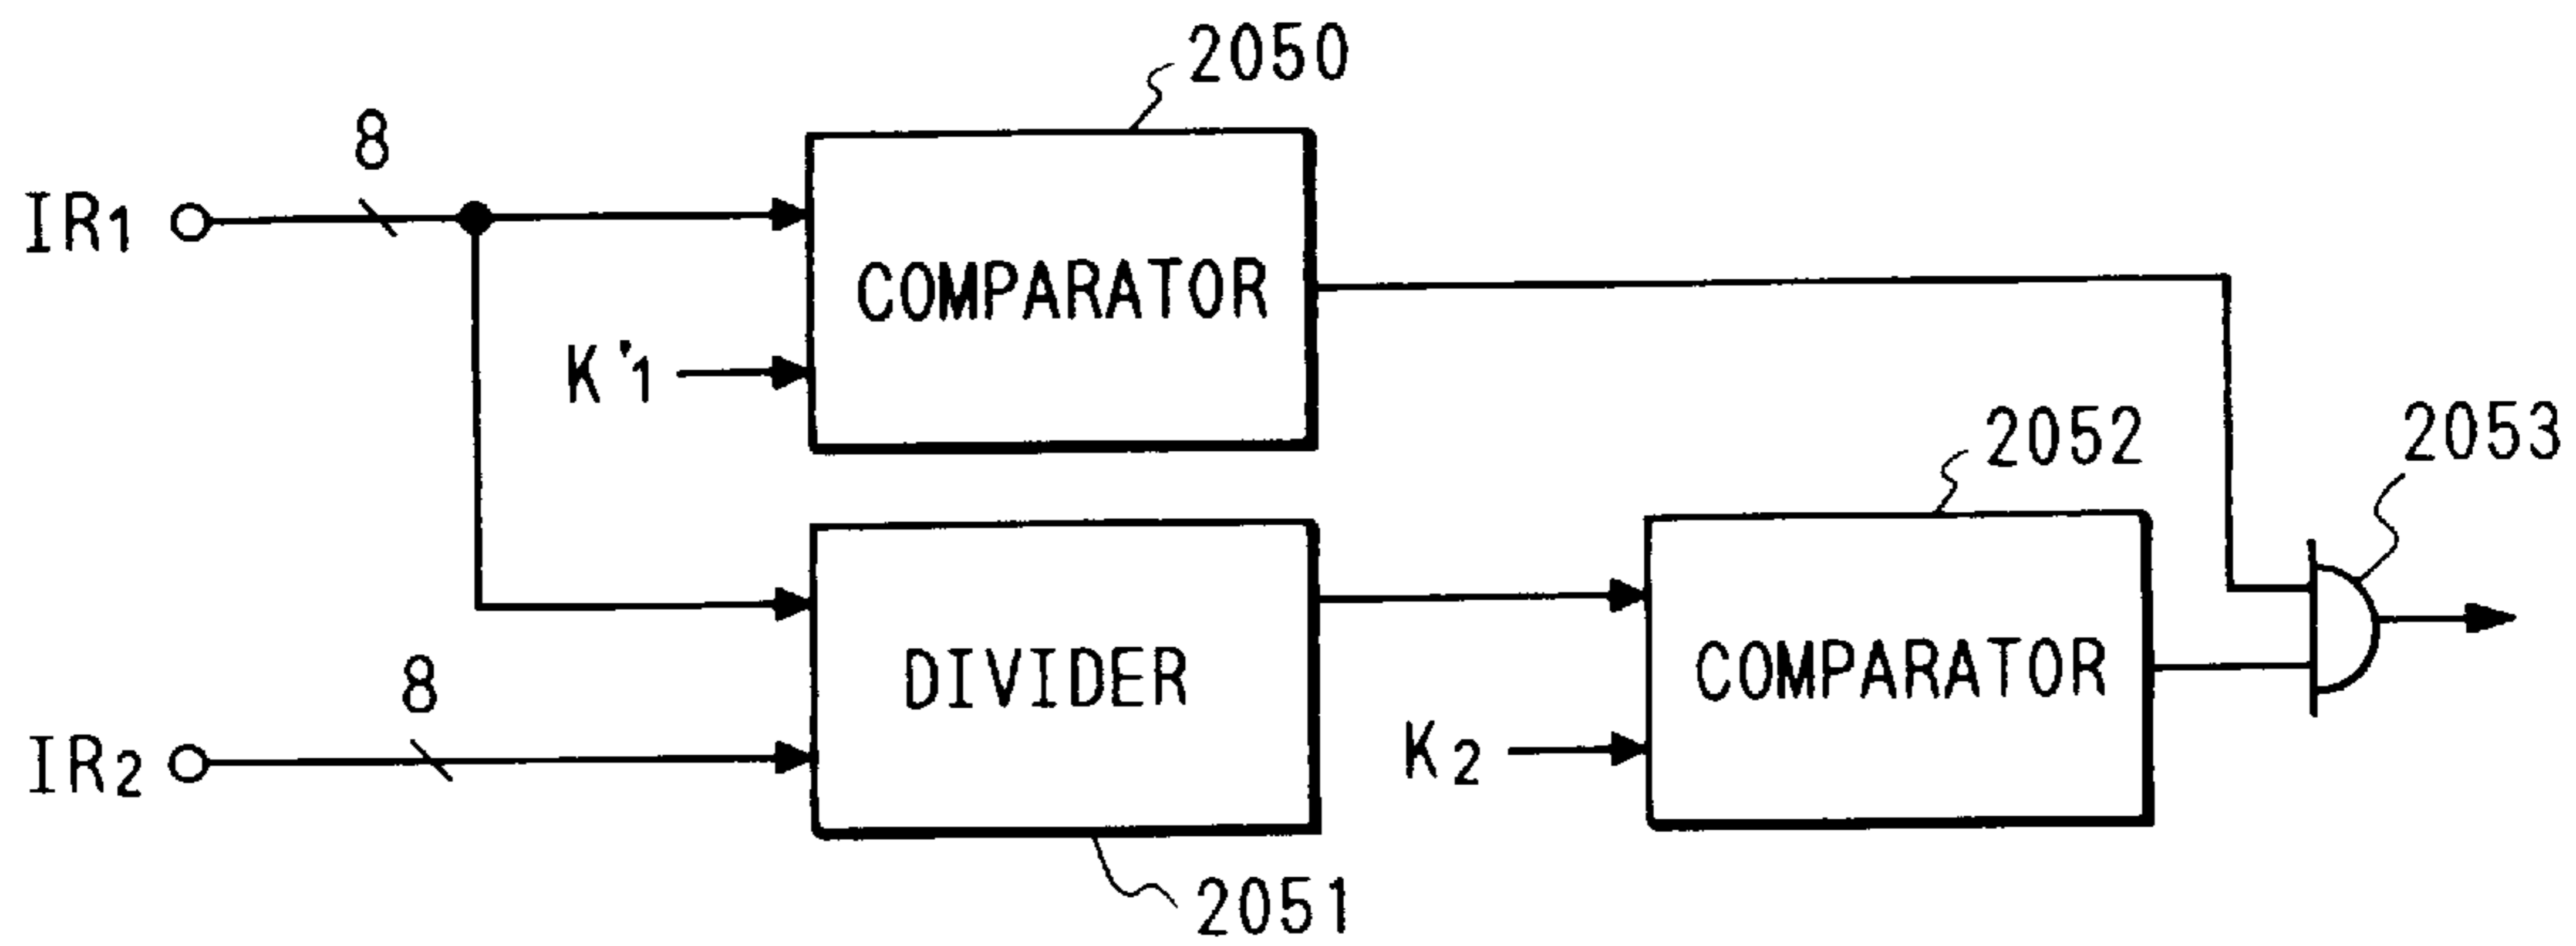 2050
8
IR1
COMPARATOR
K'1
2052
2053
8
DIVIDER
COMPARATOR
K2
IR2
2051